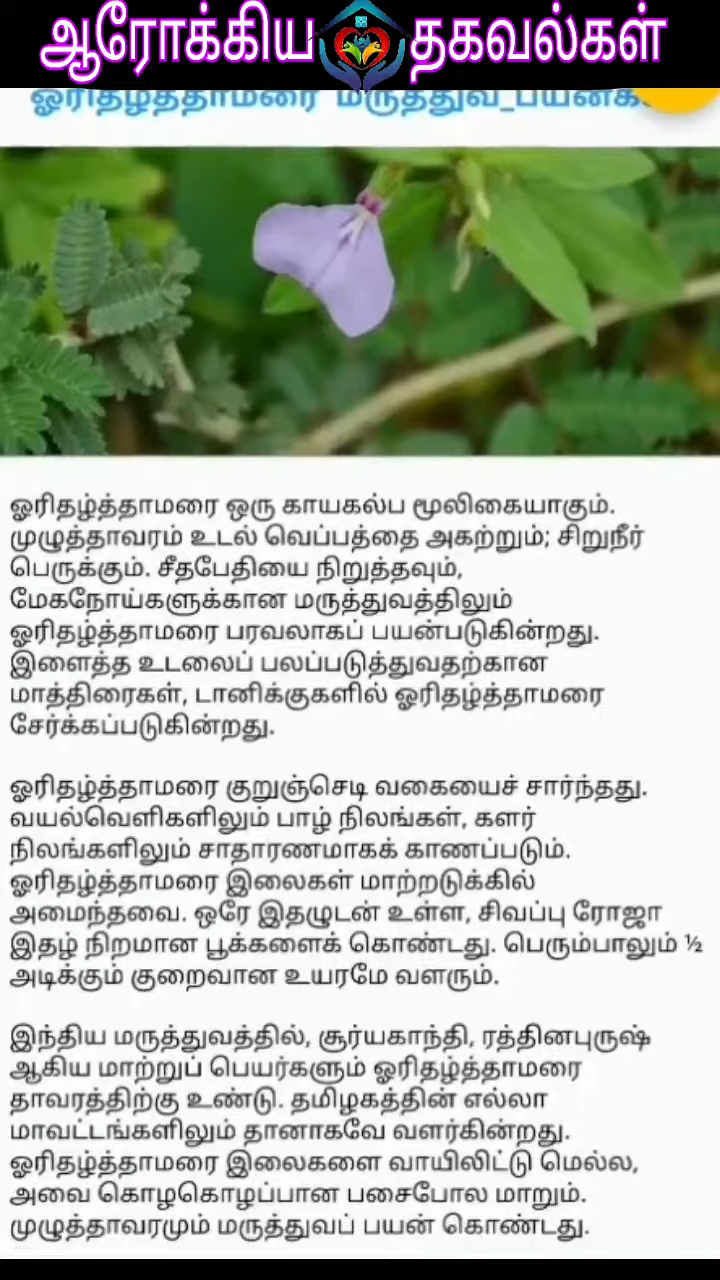 ஆரோக்கிய தகவல்கள்
ஓரிதழ்த்தாமரை மருத்துவ_பயன்க
ஓரிதழ்த்தாமரை ஒரு காயகல்ப மூலிகையாகும்.
முழுத்தாவரம் உடல் வெப்பத்தை அகற்றும்; சிறுநீர்
பெருக்கும். சீதபேதியை நிறுத்தவும்,
மேகநோய்களுக்கான மருத்துவத்திலும்
ஓரிதழ்த்தாமரை பரவலாகப் பயன்படுகின்றது.
இளைத்த உடலைப் பலப்படுத்துவதற்கான
மாத்திரைகள், டானிக்குகளில் ஓரிதழ்த்தாமரை
சேர்க்கப்படுகின்றது.
ஓரிதழ்த்தாமரை குறுஞ்செடி வகையைச் சார்ந்தது.
வயல்வெளிகளிலும் பாழ் நிலங்கள், களர்
நிலங்களிலும் சாதாரணமாகக் காணப்படும்.
ஓரிதழ்த்தாமரை இலைகள் மாற்றடுக்கில்
அமைந்தவை. ஒரே இதழுடன் உள்ள, சிவப்பு ரோஜா
இதழ் நிறமான பூக்களைக் கொண்டது. பெரும்பாலும் ½
அடிக்கும் குறைவான உயரமே வளரும்.
இந்திய மருத்துவத்தில், சூர்யகாந்தி, ரத்தினபுருஷ்
ஆகிய மாற்றுப் பெயர்களும் ஓரிதழ்த்தாமரை
தாவரத்திற்கு உண்டு. தமிழகத்தின் எல்லா
மாவட்டங்களிலும் தானாகவே வளர்கின்றது.
ஓரிதழ்த்தாமரை இலைகளை வாயிலிட்டு மெல்ல,
அவை கொழகொழப்பான பசைபோல மாறும்.
முழுத்தாவரமும் மருத்துவப் பயன் கொண்டது.